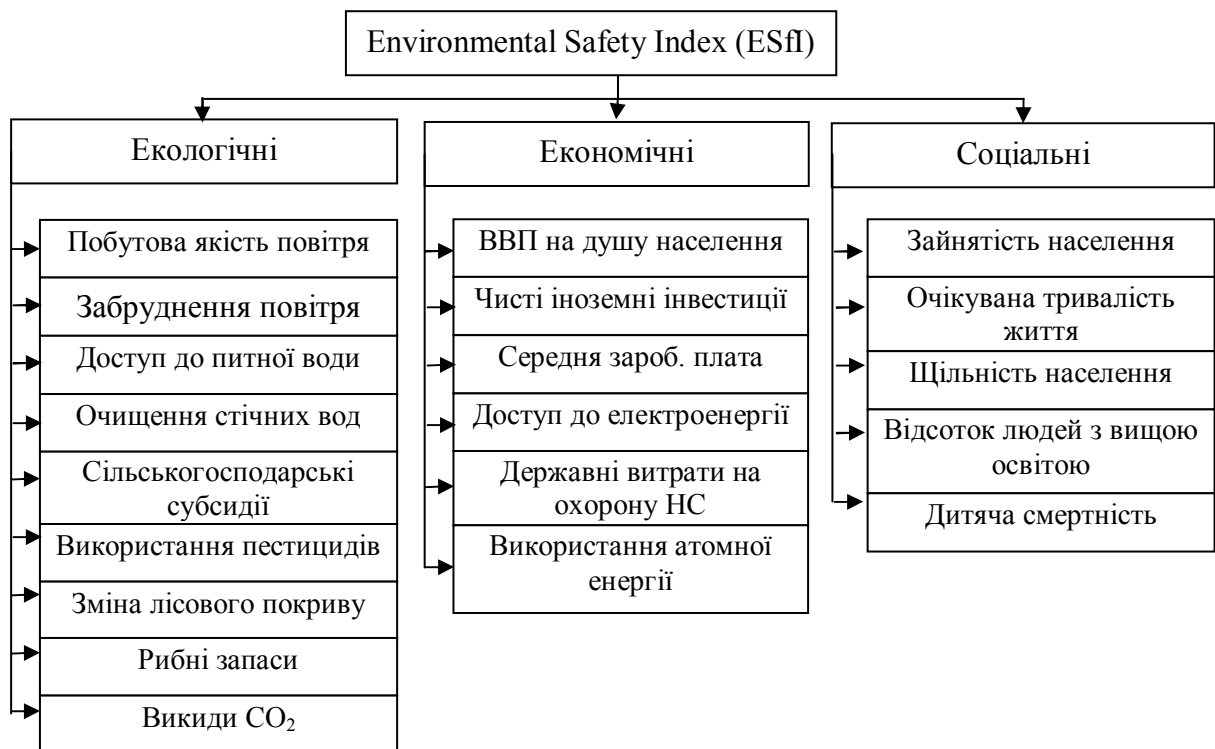 Environmental Safety Index (ESfI)
Екологічні
Побутова якість повітря
Забруднення повітря
Доступ до питної води
Очищення стічних вод
Сільськогосподарські
субсидії
Використання пестицидів
Зміна лісового покриву
Рибні запаси
Викиди CO₂
Економічні
ВВП на душу населення
Чисті іноземні інвестиції
Середня зароб. плата
Доступ до електроенергії
Державні витрати на
охорону НС
Використання атомної
енергії
Соціальні
Зайнятість населення
Очікувана тривалість
життя
Щільність населення
Відсоток людей з вищою
освітою
Дитяча смертність